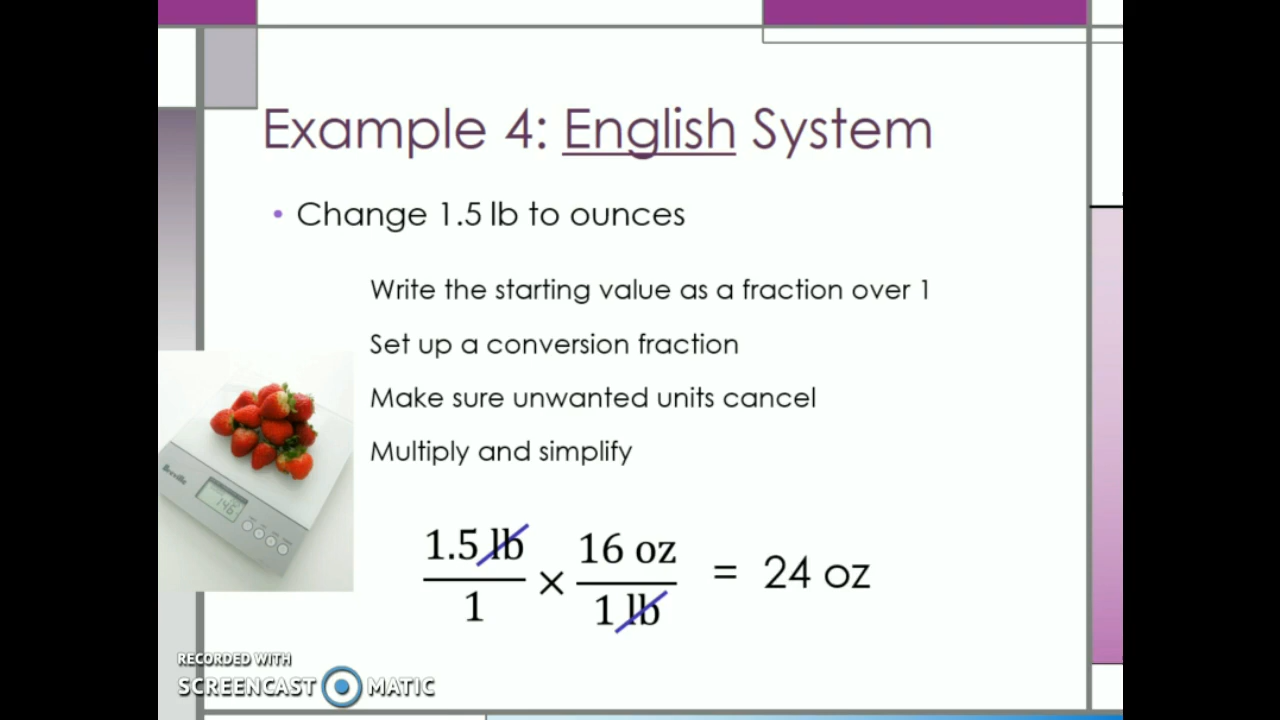 Example 4: English System
• Change 1.5 lb to ounces
Write the starting value as a fraction over 1
Set up a conversion fraction
Make sure unwanted units cancel
Multiply and simplify
Breville
1.5 lb/1 × 16 oz/1 lb = 24 oz
RECORDED WITH
SCREENCAST MATIC